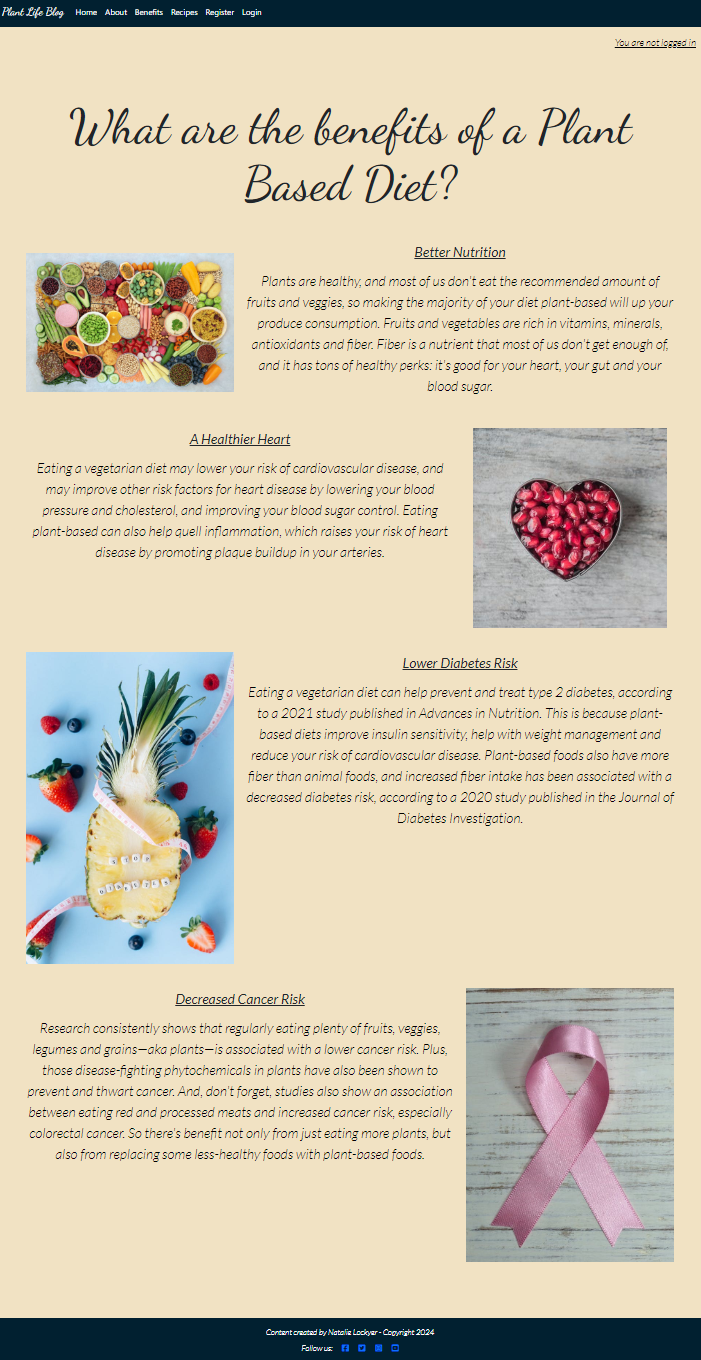 Plant Life Blog Home About Benefits Recipes Register Login
You are not logged in
What are the benefits of a Plant
Based Diet?
Better Nutrition
Plants are healthy, and most of us don't eat the recommended amount of
fruits and veggies, so making the majority of your diet plant-based will up your
produce consumption. Fruits and vegetables are rich in vitamins, minerals,
antioxidants and fiber. Fiber is a nutrient that most of us don't get enough of,
and it has tons of healthy perks: it's good for your heart, your gut and your
blood sugar.
A Healthier Heart
Eating a vegetarian diet may lower your risk of cardiovascular disease, and
may improve other risk factors for heart disease by lowering your blood
pressure and cholesterol, and improving your blood sugar control. Eating
plant-based can also help quell inflammation, which raises your risk of heart
disease by promoting plaque buildup in your arteries.
Lower Diabetes Risk
Eating a vegetarian diet can help prevent and treat type 2 diabetes, according
to a 2021 study published in Advances in Nutrition. This is because plant-
based diets improve insulin sensitivity, help with weight management and
reduce your risk of cardiovascular disease. Plant-based foods also have more
fiber than animal foods, and increased fiber intake has been associated with a
decreased diabetes risk, according to a 2020 study published in the Journal of
Diabetes Investigation.
STOP
DIABETES
Decreased Cancer Risk
Research consistently shows that regularly eating plenty of fruits, veggies,
legumes and grains—aka plants—is associated with a lower cancer risk. Plus,
those disease-fighting phytochemicals in plants have also been shown to
prevent and thwart cancer. And, don't forget, studies also show an association
between eating red and processed meats and increased cancer risk, especially
colorectal cancer. So there's benefit not only from just eating more plants, but
also from replacing some less-healthy foods with plant-based foods.
Content created by Natalie Lockyer - Copyright 2024
Follow us: